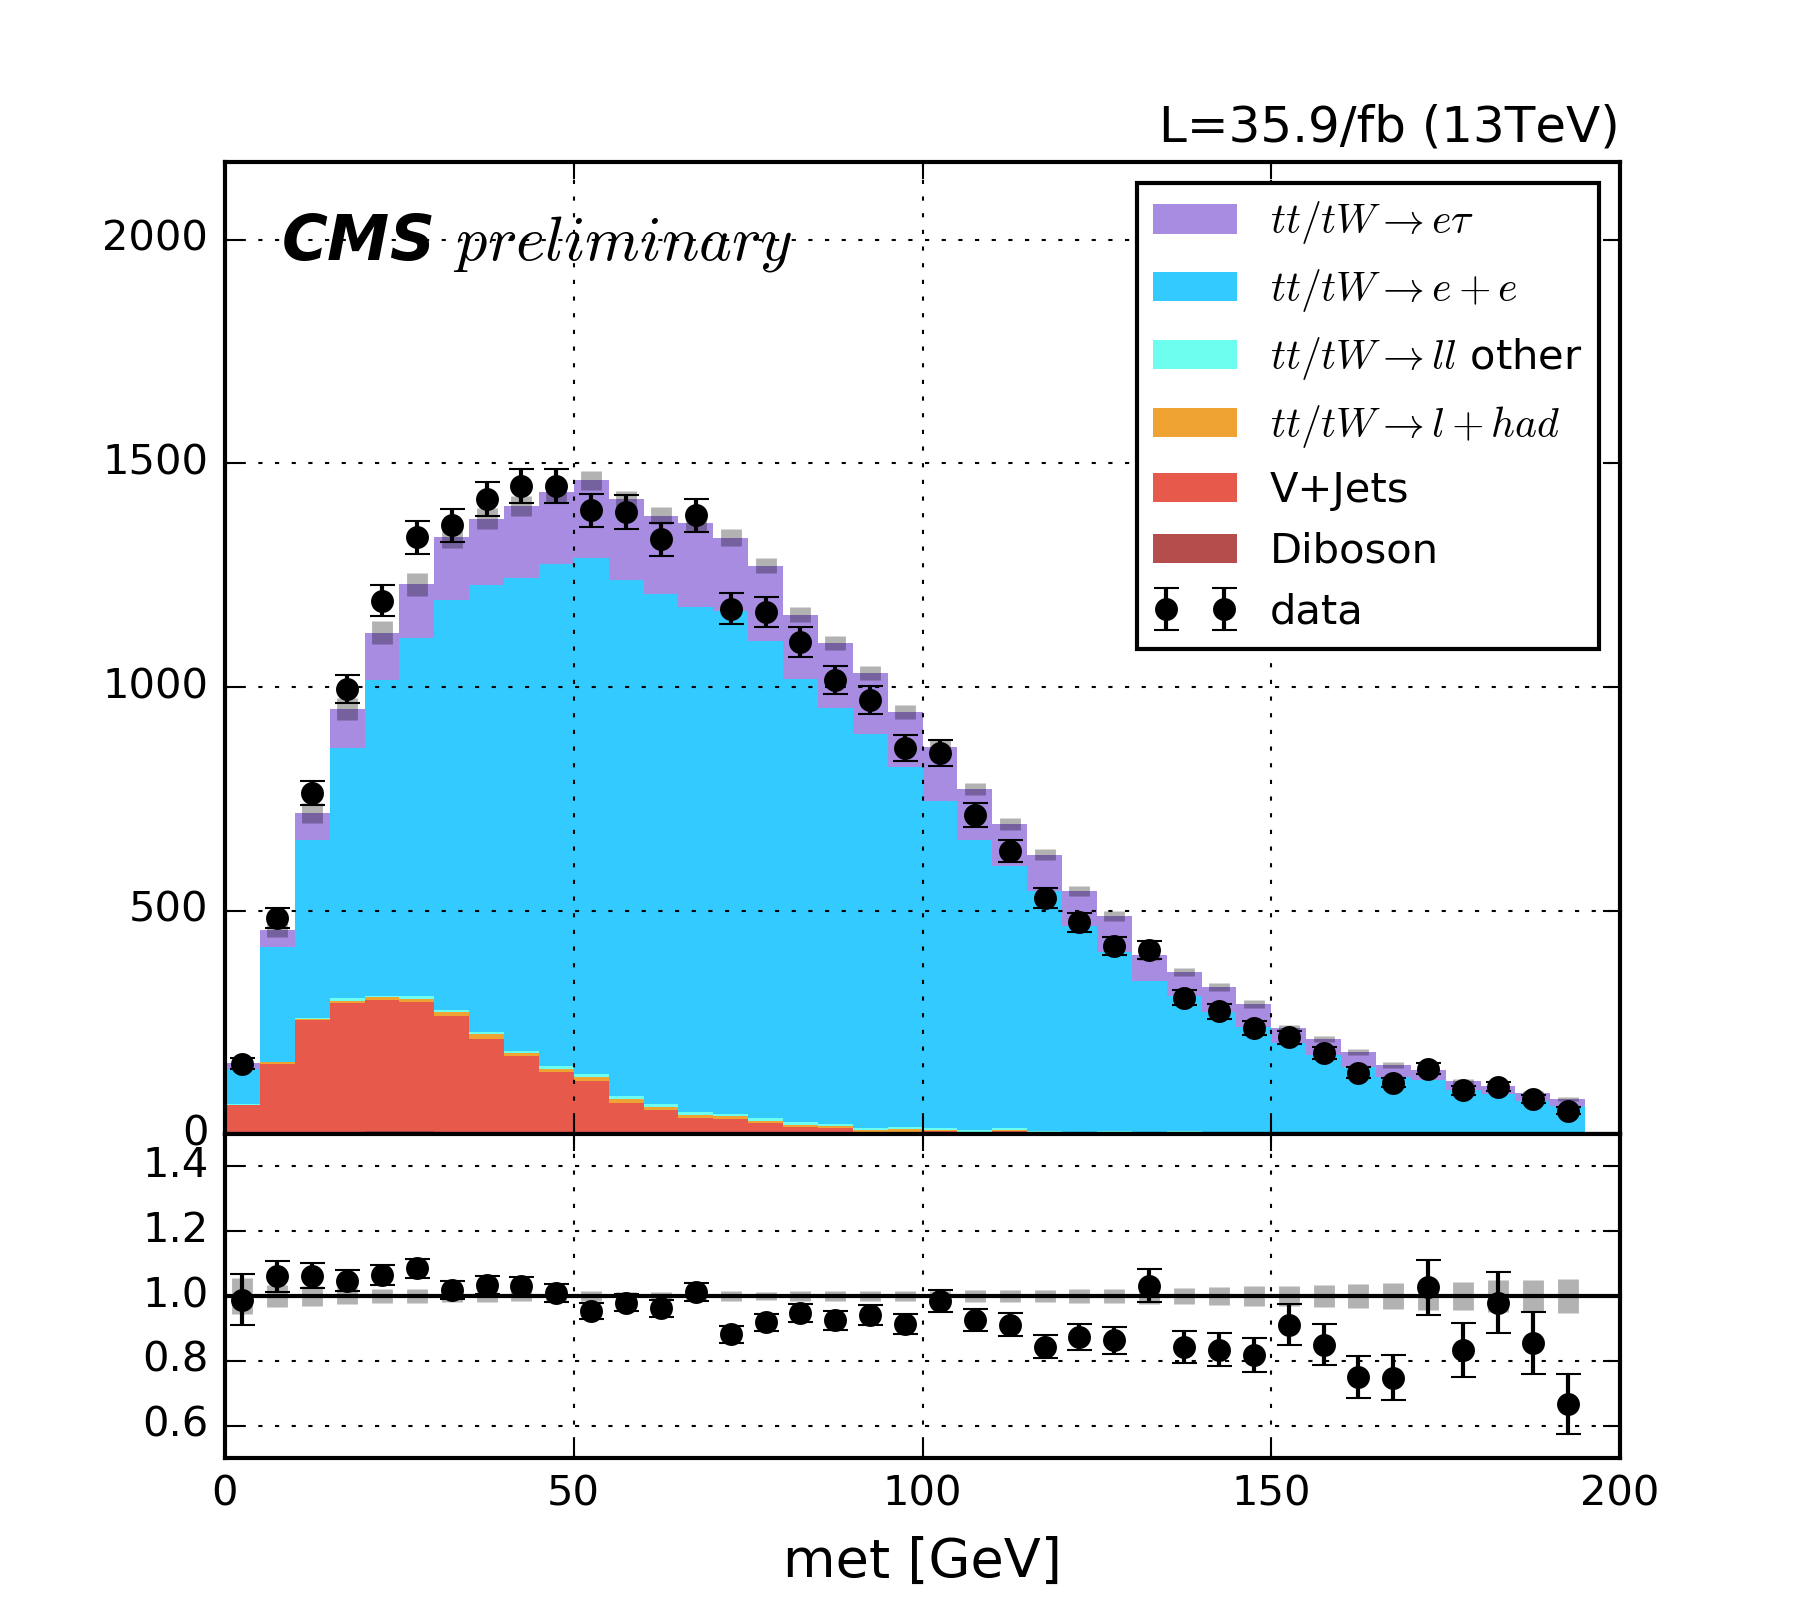 L=35.9/fb (13TeV)
CMS preliminary
tt/tW→eτ
tt/tW→e+e
tt/tW→ll other
tt/tW→l+had
V+Jets
Diboson
data
2000
1500
1000
500
0
1.4
1.2
1.0
0.8
0.6
0 50 100 150 200
met [GeV]